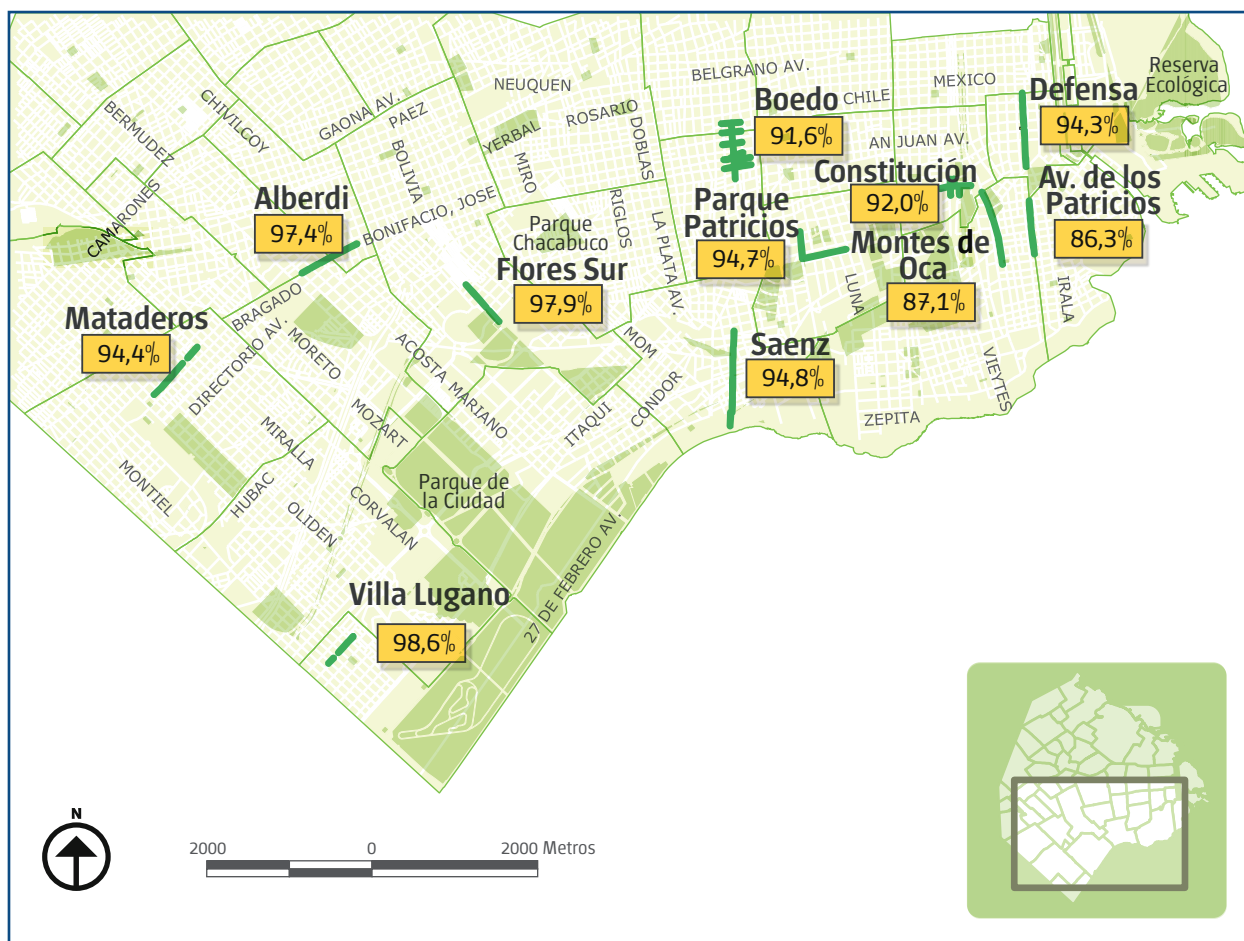 BELGRANO AV.
NEUQUEN
MEXICO
Reserva
Ecológica
Boedo
91,6%
CHILE
Defensa
94,3%
BERMUDEZ
CHIVILCOY
GAONA AV.
PAEZ
YERBAL
ROSARIO
DOBLAS
AN JUAN AV.
BOLIVIA
MIRO
CAMARONES
Alberdi
97,4%
BONIFACIO, JOSE
Parque
Chacabuco
RIGLOS
LA PLATA AV.
Constitución
92,0%
Av. de los
Patricios
86,3%
Parque
Patricios
94,7%
Montes de
Oca
87,1%
LUNA
IRALA
Flores Sur
97,9%
BRAGADO
Mataderos
94,4%
DIRECTORIO AV.
MORETO
ACOSTA MARIANO
MOM
CONDOR
ITAQUI
Saenz
94,8%
VIEYTES
ZEPITA
MOZART
MIRALLA
MONTIEL
HUBAC
OLIDEN
CORVALAN
Parque de
la Ciudad
27 DE FEBRERO AV.
Villa Lugano
98,6%
N
2000 0 2000 Metros